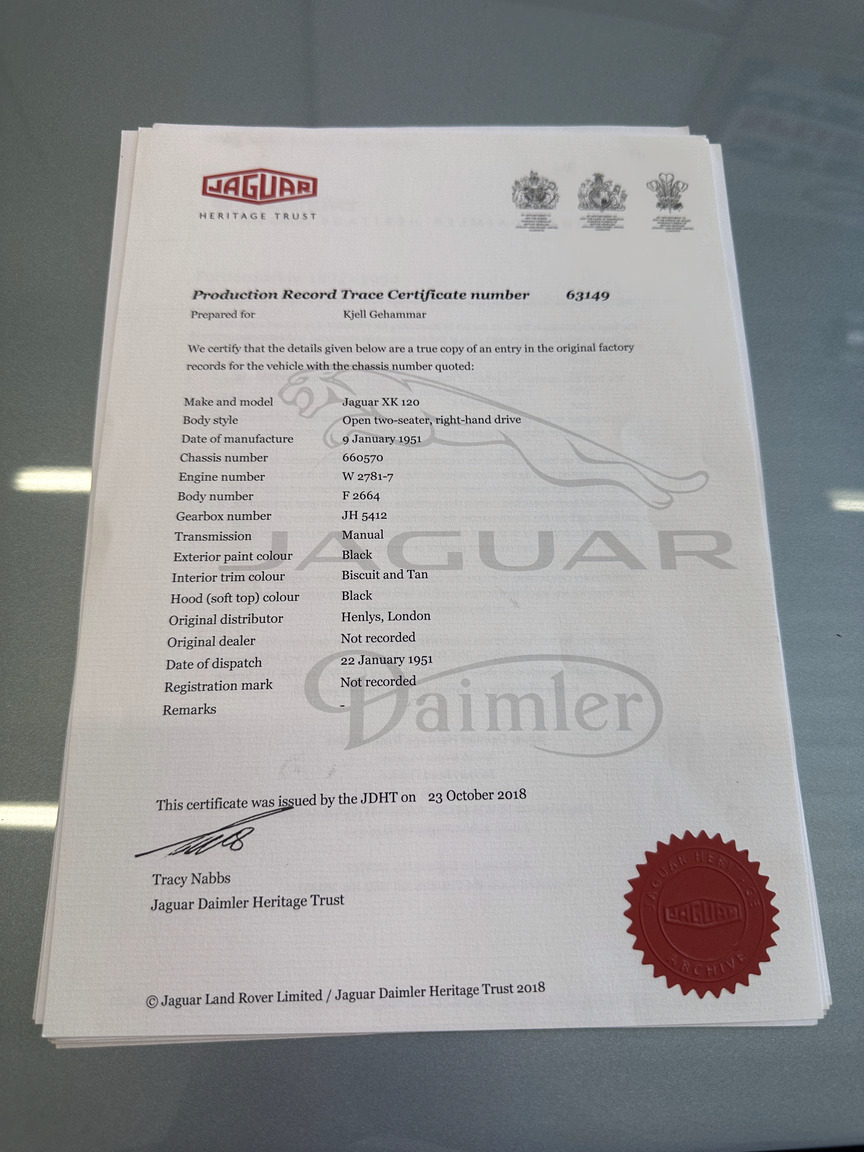 JAGUAR
HERITAGE TRUST
Production Record Trace Certificate number 63149
Prepared for Kjell Gehammar
We certify that the details given below are a true copy of an entry in the original factory
records for the vehicle with the chassis number quoted:
Make and model Jaguar XK 120
Body style Open two-seater, right-hand drive
Date of manufacture 9 January 1951
Chassis number 660570
Engine number W 2781-7
Body number F 2664
Gearbox number JH 5412
Transmission Manual
Exterior paint colour Black
Interior trim colour Biscuit and Tan
Hood (soft top) colour Black
Original distributor Henlys, London
Original dealer Not recorded
Date of dispatch 22 January 1951
Registration mark Not recorded
Remarks -
JAGUAR
Daimler
This certificate was issued by the JDHT on 23 October 2018
Tracy Nabbs
Jaguar Daimler Heritage Trust
JAGUAR HERITAGE
JAGUAR
ARCHIVE
© Jaguar Land Rover Limited / Jaguar Daimler Heritage Trust 2018